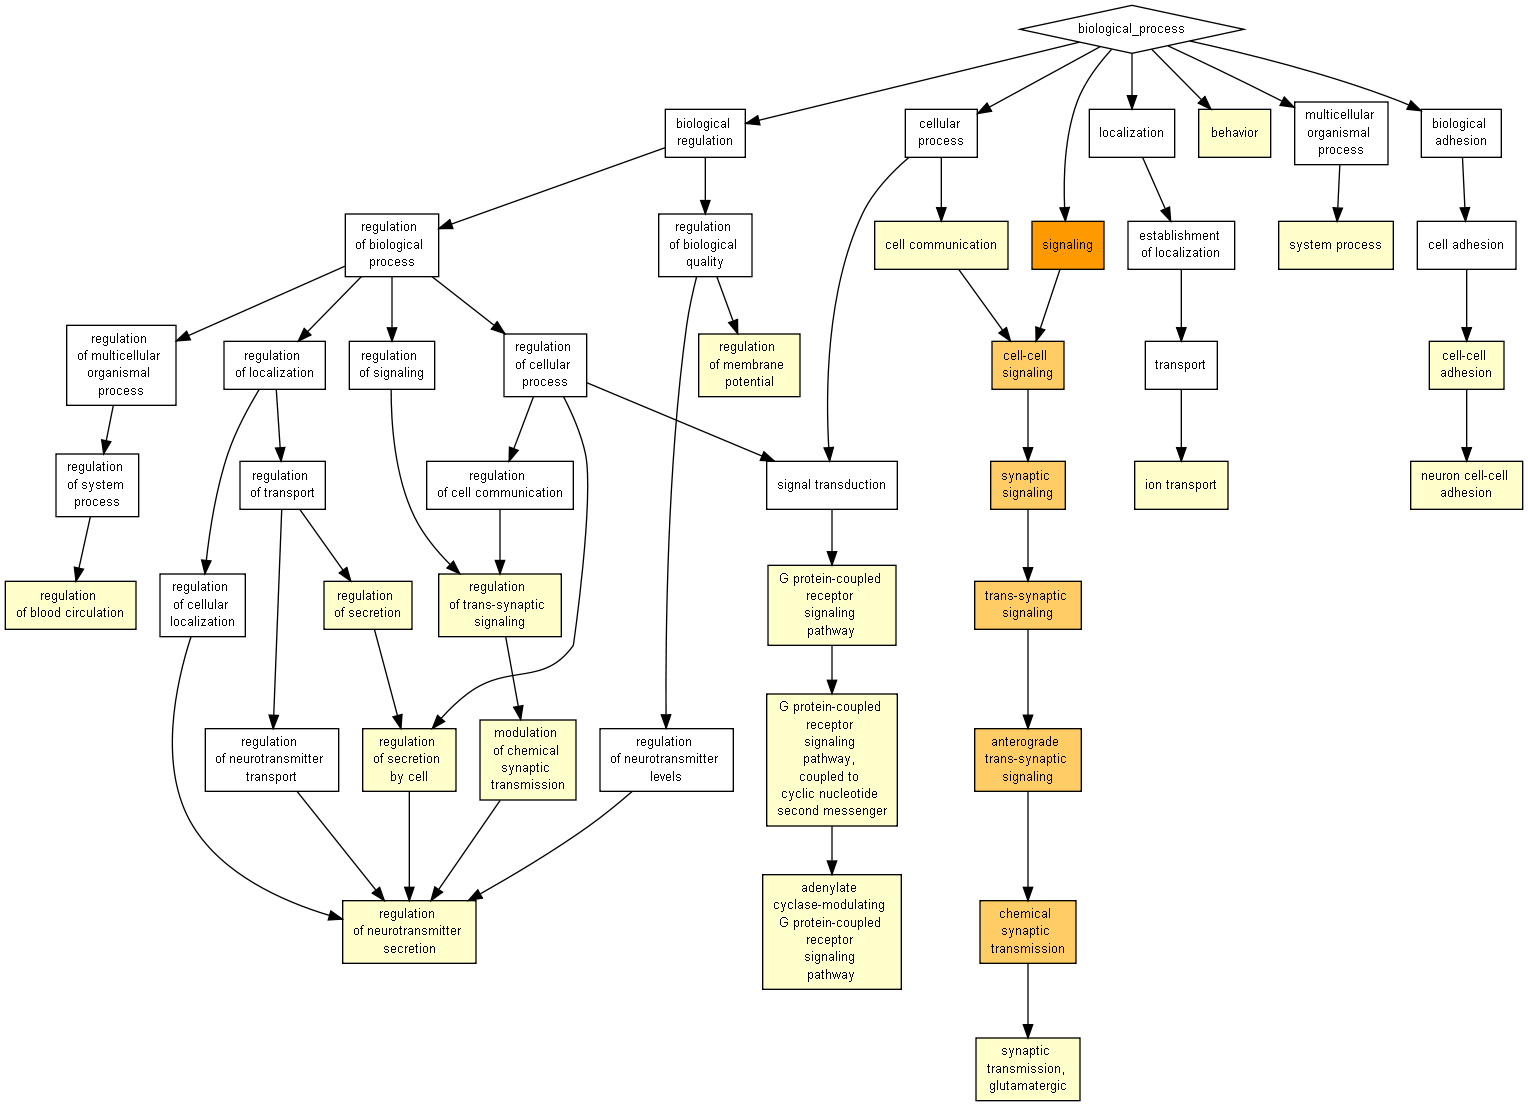 biological_process
biological
regulation
cellular
process
localization
behavior
multicellular
organismal
process
biological
adhesion
regulation
of biological
process
regulation
of biological
quality
cell communication
signaling
establishment
of localization
system process
cell adhesion
regulation
of multicellular
organismal
process
regulation
of localization
regulation
of signaling
regulation
of cellular
process
regulation
of membrane
potential
cell-cell
signaling
transport
cell-cell
adhesion
regulation
of system
process
regulation
of transport
regulation
of cell communication
signal transduction
synaptic
signaling
ion transport
neuron cell-cell
adhesion
regulation
of blood circulation
regulation
of cellular
localization
regulation
of secretion
regulation
of trans-synaptic
signaling
G protein-coupled
receptor
signaling
pathway
trans-synaptic
signaling
regulation
of neurotransmitter
transport
regulation
of secretion
by cell
modulation
of chemical
synaptic
transmission
regulation
of neurotransmitter
levels
G protein-coupled
receptor
signaling
pathway,
coupled to
cyclic nucleotide
second messenger
anterograde
trans-synaptic
signaling
regulation
of neurotransmitter
secretion
adenylate
cyclase-modulating
G protein-coupled
receptor
signaling
pathway
chemical
synaptic
transmission
synaptic
transmission,
glutamatergic